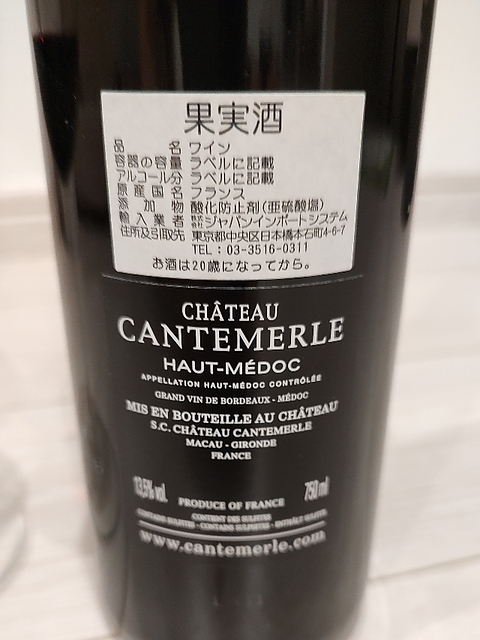 果実酒
品名 ワイン
容器の容量 ラベルに記載
アルコール分 ラベルに記載
原産国名 フランス
添加物 酸化防止剤(亜硫酸塩)
輸入業者 株式会社ジャパンインポートシステム
住所及引取先 東京都中央区日本橋本石町4-6-7
TEL:03-3516-0311
お酒は20歳になってから。
CHÂTEAU
CANTEMERLE
HAUT-MÉDOC
APPELLATION HAUT-MÉDOC CONTRÔLÉE
GRAND VIN DE BORDEAUX - MÉDOC
MIS EN BOUTEILLE AU CHÂTEAU
S.C. CHÂTEAU CANTEMERLE
MACAU - GIRONDE
FRANCE
13,5% vol. 750 ml
PRODUCE OF FRANCE
CONTIENT DES SULFITES
CONTAINS SULPHITES - ENTHÄLT SULFITE
www.cantemerle.com